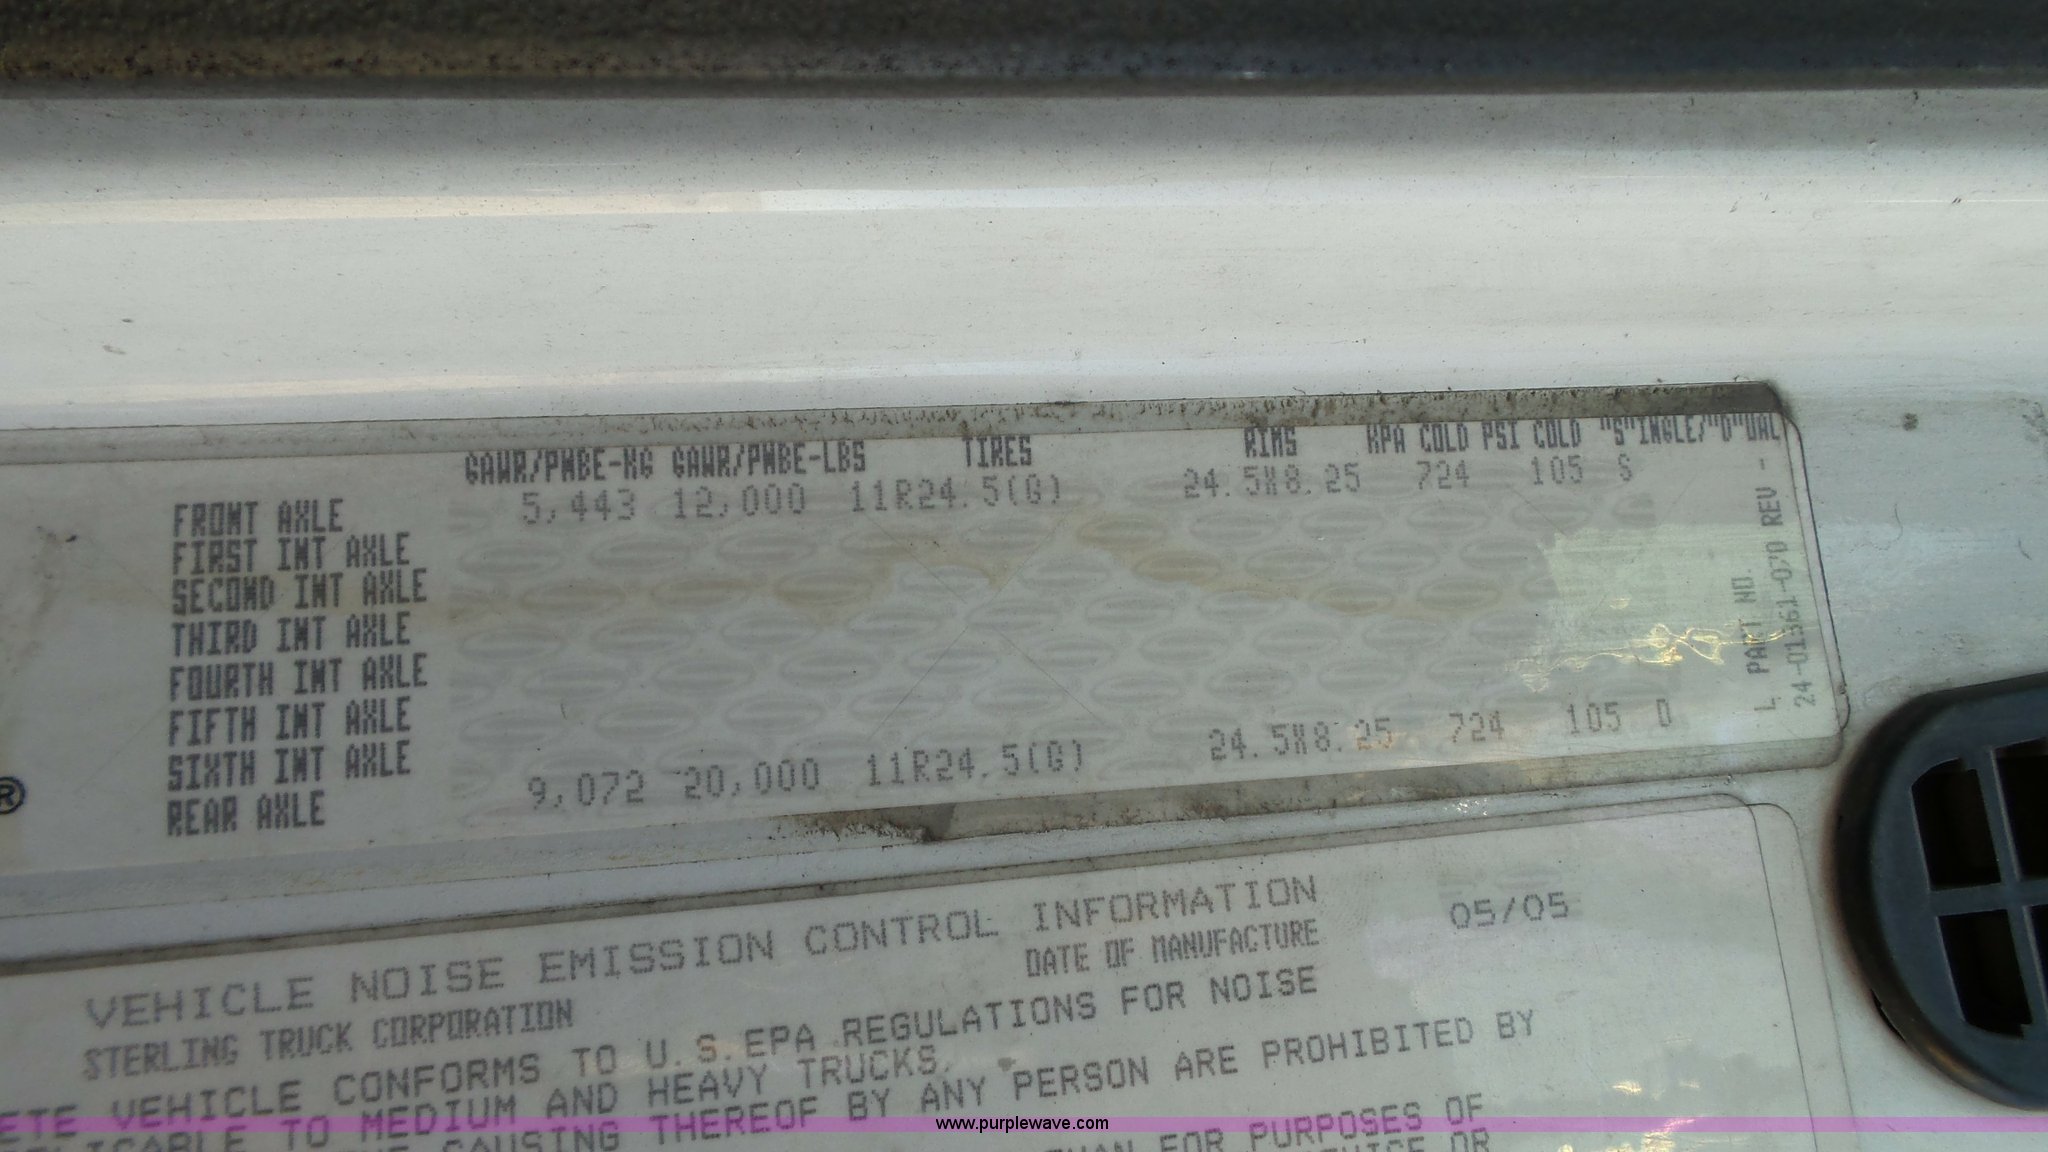 GAWR/PNBE-KG GAWR/PNBE-LBS TIRES RIMS KPA COLD PSI COLD "S"INGLE/"D"UAL
FRONT AXLE 5,443 12,000 11R24.5(G) 24.5X8.25 724 105 S
FIRST INT AXLE
SECOND INT AXLE
THIRD INT AXLE
FOURTH INT AXLE
FIFTH INT AXLE
SIXTH INT AXLE
REAR AXLE 9,072 20,000 11R24.5(G) 24.5X8.25 724 105 D
PART NO.
24-01361-070 REV -
®
VEHICLE NOISE EMISSION CONTROL INFORMATION
STERLING TRUCK CORPORATION DATE OF MANUFACTURE 05/05
VEHICLE CONFORMS TO U.S.EPA REGULATIONS FOR NOISE
TO MEDIUM AND HEAVY TRUCKS.
CAUSING THEREOF BY ANY PERSON ARE PROHIBITED BY
FOR PURPOSES OF
OR
www.purplewave.com